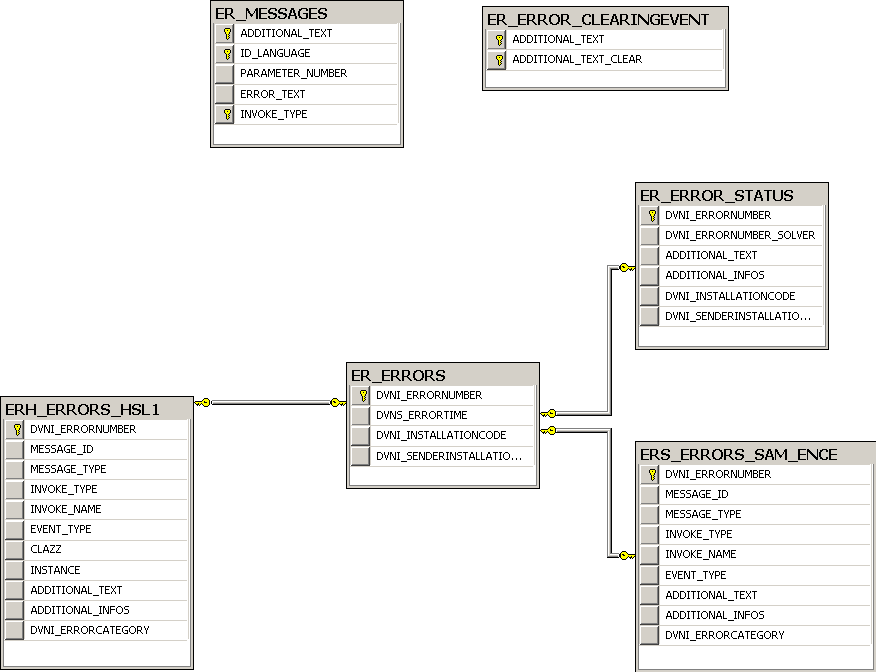 ER_MESSAGES
ADDITIONAL_TEXT
ID_LANGUAGE
PARAMETER_NUMBER
ERROR_TEXT
INVOKE_TYPE
ER_ERROR_CLEARINGEVENT
ADDITIONAL_TEXT
ADDITIONAL_TEXT_CLEAR
ER_ERROR_STATUS
DVNI_ERRORNUMBER
DVNI_ERRORNUMBER_SOLVER
ADDITIONAL_TEXT
ADDITIONAL_INFOS
DVNI_INSTALLATIONCODE
DVNI_SENDERINSTALLATIO...
ER_ERRORS
DVNI_ERRORNUMBER
DVNS_ERRORTIME
DVNI_INSTALLATIONCODE
DVNI_SENDERINSTALLATIO...
ERH_ERRORS_HSL1
DVNI_ERRORNUMBER
MESSAGE_ID
MESSAGE_TYPE
INVOKE_TYPE
INVOKE_NAME
EVENT_TYPE
CLAZZ
INSTANCE
ADDITIONAL_TEXT
ADDITIONAL_INFOS
DVNI_ERRORCATEGORY
ERS_ERRORS_SAM_ENCE
DVNI_ERRORNUMBER
MESSAGE_ID
MESSAGE_TYPE
INVOKE_TYPE
INVOKE_NAME
EVENT_TYPE
ADDITIONAL_TEXT
ADDITIONAL_INFOS
DVNI_ERRORCATEGORY